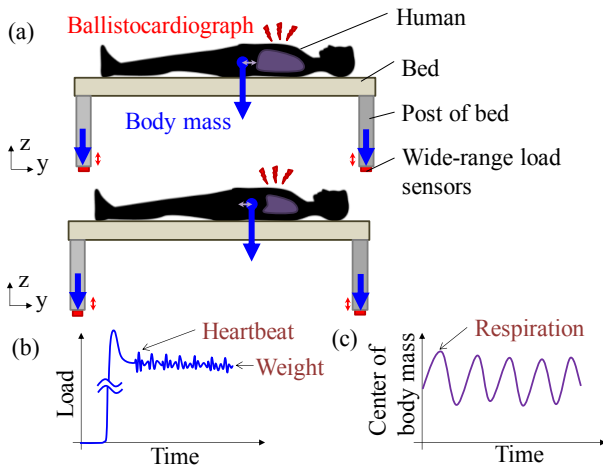 (a)
Ballistocardiograph
Human
Bed
Body mass
Post of bed
Wide-range load
sensors
z
y
z
y
(b)
Heartbeat
Weight
Load
Time
(c)
Respiration
Center of
body mass
Time